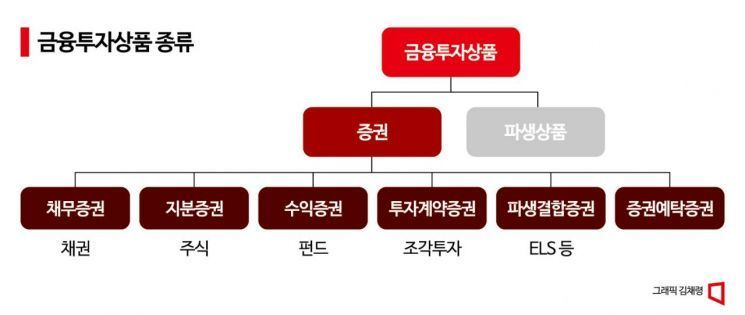 금융투자상품 종류
금융투자상품
증권 파생상품
채무증권 지분증권 수익증권 투자계약증권 파생결합증권 증권예탁증권
채권 주식 펀드 조각투자 ELS 등
그래픽 김채령